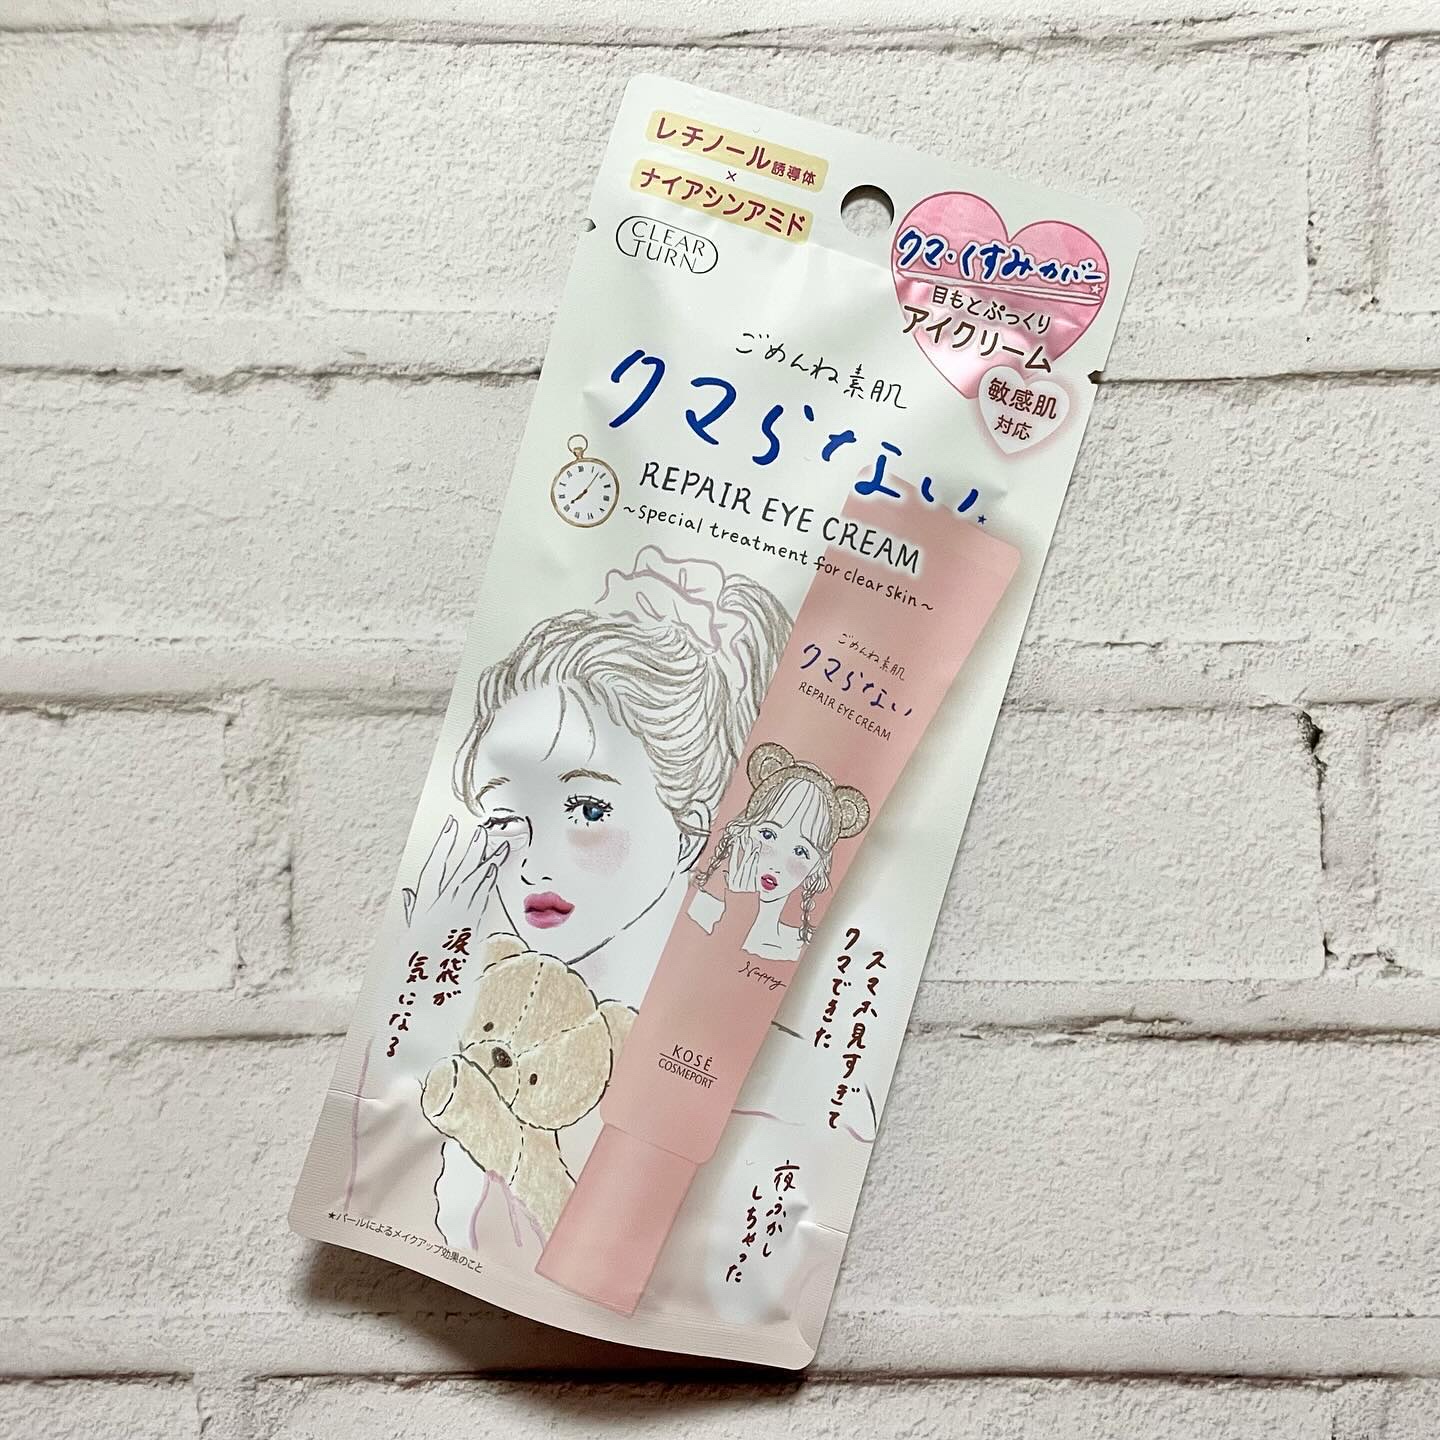 レチノール誘導体
×
ナイアシンアミド
CLEAR
TURN
クマ・くすみカバー★
目もとぷっくり
アイクリーム
敏感肌
対応
ごめんね素肌
クマらない★
REPAIR EYE CREAM
~special treatment for clear skin~
ごめんね素肌
クマらない
REPAIR EYE CREAM
Happy
KOSÉ
COSMEPORT
涙袋が
気になる
スマホ見すぎて
クマできた
夜ふかし
しちゃった
★パールによるメイクアップ効果のこと